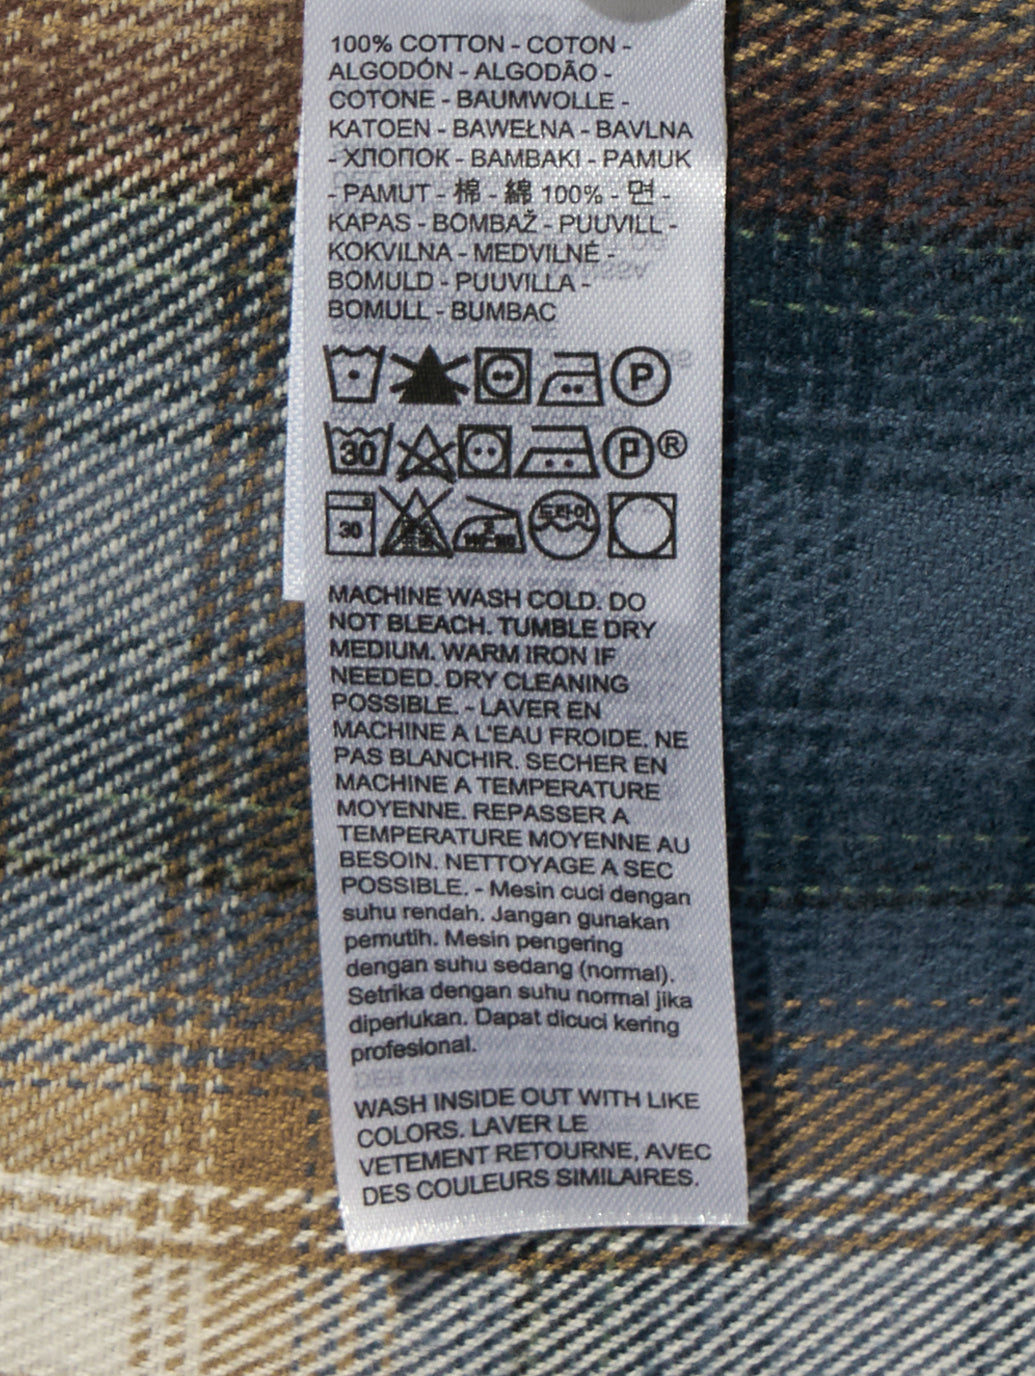 100% COTTON - COTON -
ALGODÓN - ALGODÃO -
COTONE - BAUMWOLLE -
KATOEN - BAWEŁNA - BAVLNA
- ХЛОПОК - BAMBAKI - PAMUK
- PAMUT - 棉 - 綿 100% - 면 -
KAPAS - BOMBAŽ - PUUVILL -
KOKVILNA - MEDVILNĖ -
BOMULD - PUUVILLA -
BOMULL - BUMBAC
P
30 P ®
30 드라이
MACHINE WASH COLD. DO
NOT BLEACH. TUMBLE DRY
MEDIUM. WARM IRON IF
NEEDED. DRY CLEANING
POSSIBLE. - LAVER EN
MACHINE A L'EAU FROIDE. NE
PAS BLANCHIR. SECHER EN
MACHINE A TEMPERATURE
MOYENNE. REPASSER A
TEMPERATURE MOYENNE AU
BESOIN. NETTOYAGE A SEC
POSSIBLE. - Mesin cuci dengan
suhu rendah. Jangan gunakan
pemutih. Mesin pengering
dengan suhu sedang (normal).
Setrika dengan suhu normal jika
diperlukan. Dapat dicuci kering
profesional.
WASH INSIDE OUT WITH LIKE
COLORS. LAVER LE
VETEMENT RETOURNE, AVEC
DES COULEURS SIMILAIRES.